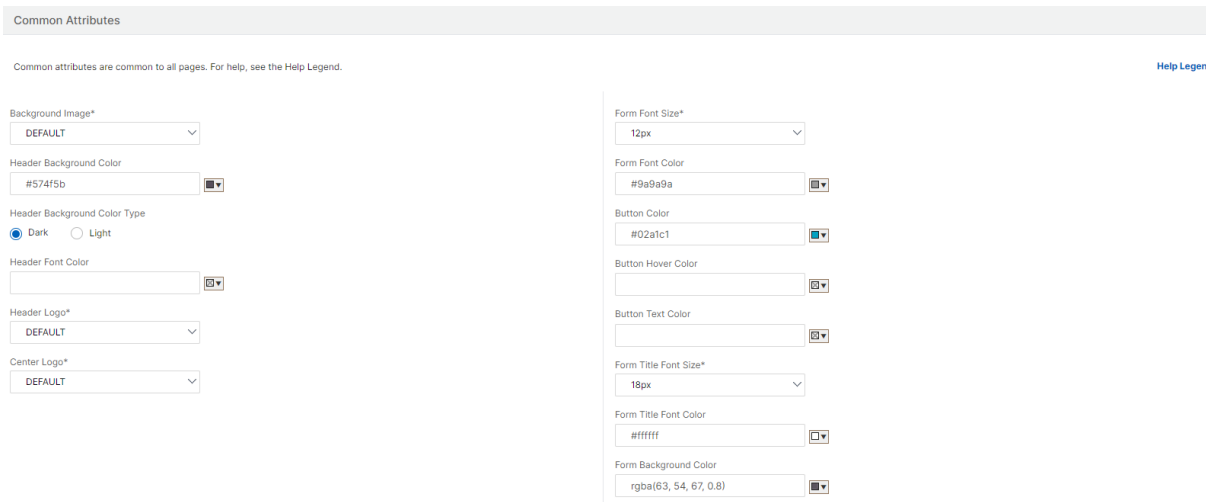 Common Attributes
Common attributes are common to all pages. For help, see the Help Legend.
Help Legen
Background Image*
DEFAULT
Header Background Color
#574f5b
Header Background Color Type
Dark
Light
Header Font Color
Header Logo*
DEFAULT
Center Logo*
DEFAULT
Form Font Size*
12px
Form Font Color
#9a9a9a
Button Color
#02a1c1
Button Hover Color
Button Text Color
Form Title Font Size*
18px
Form Title Font Color
#ffffff
Form Background Color
rgba(63, 54, 67, 0.8)